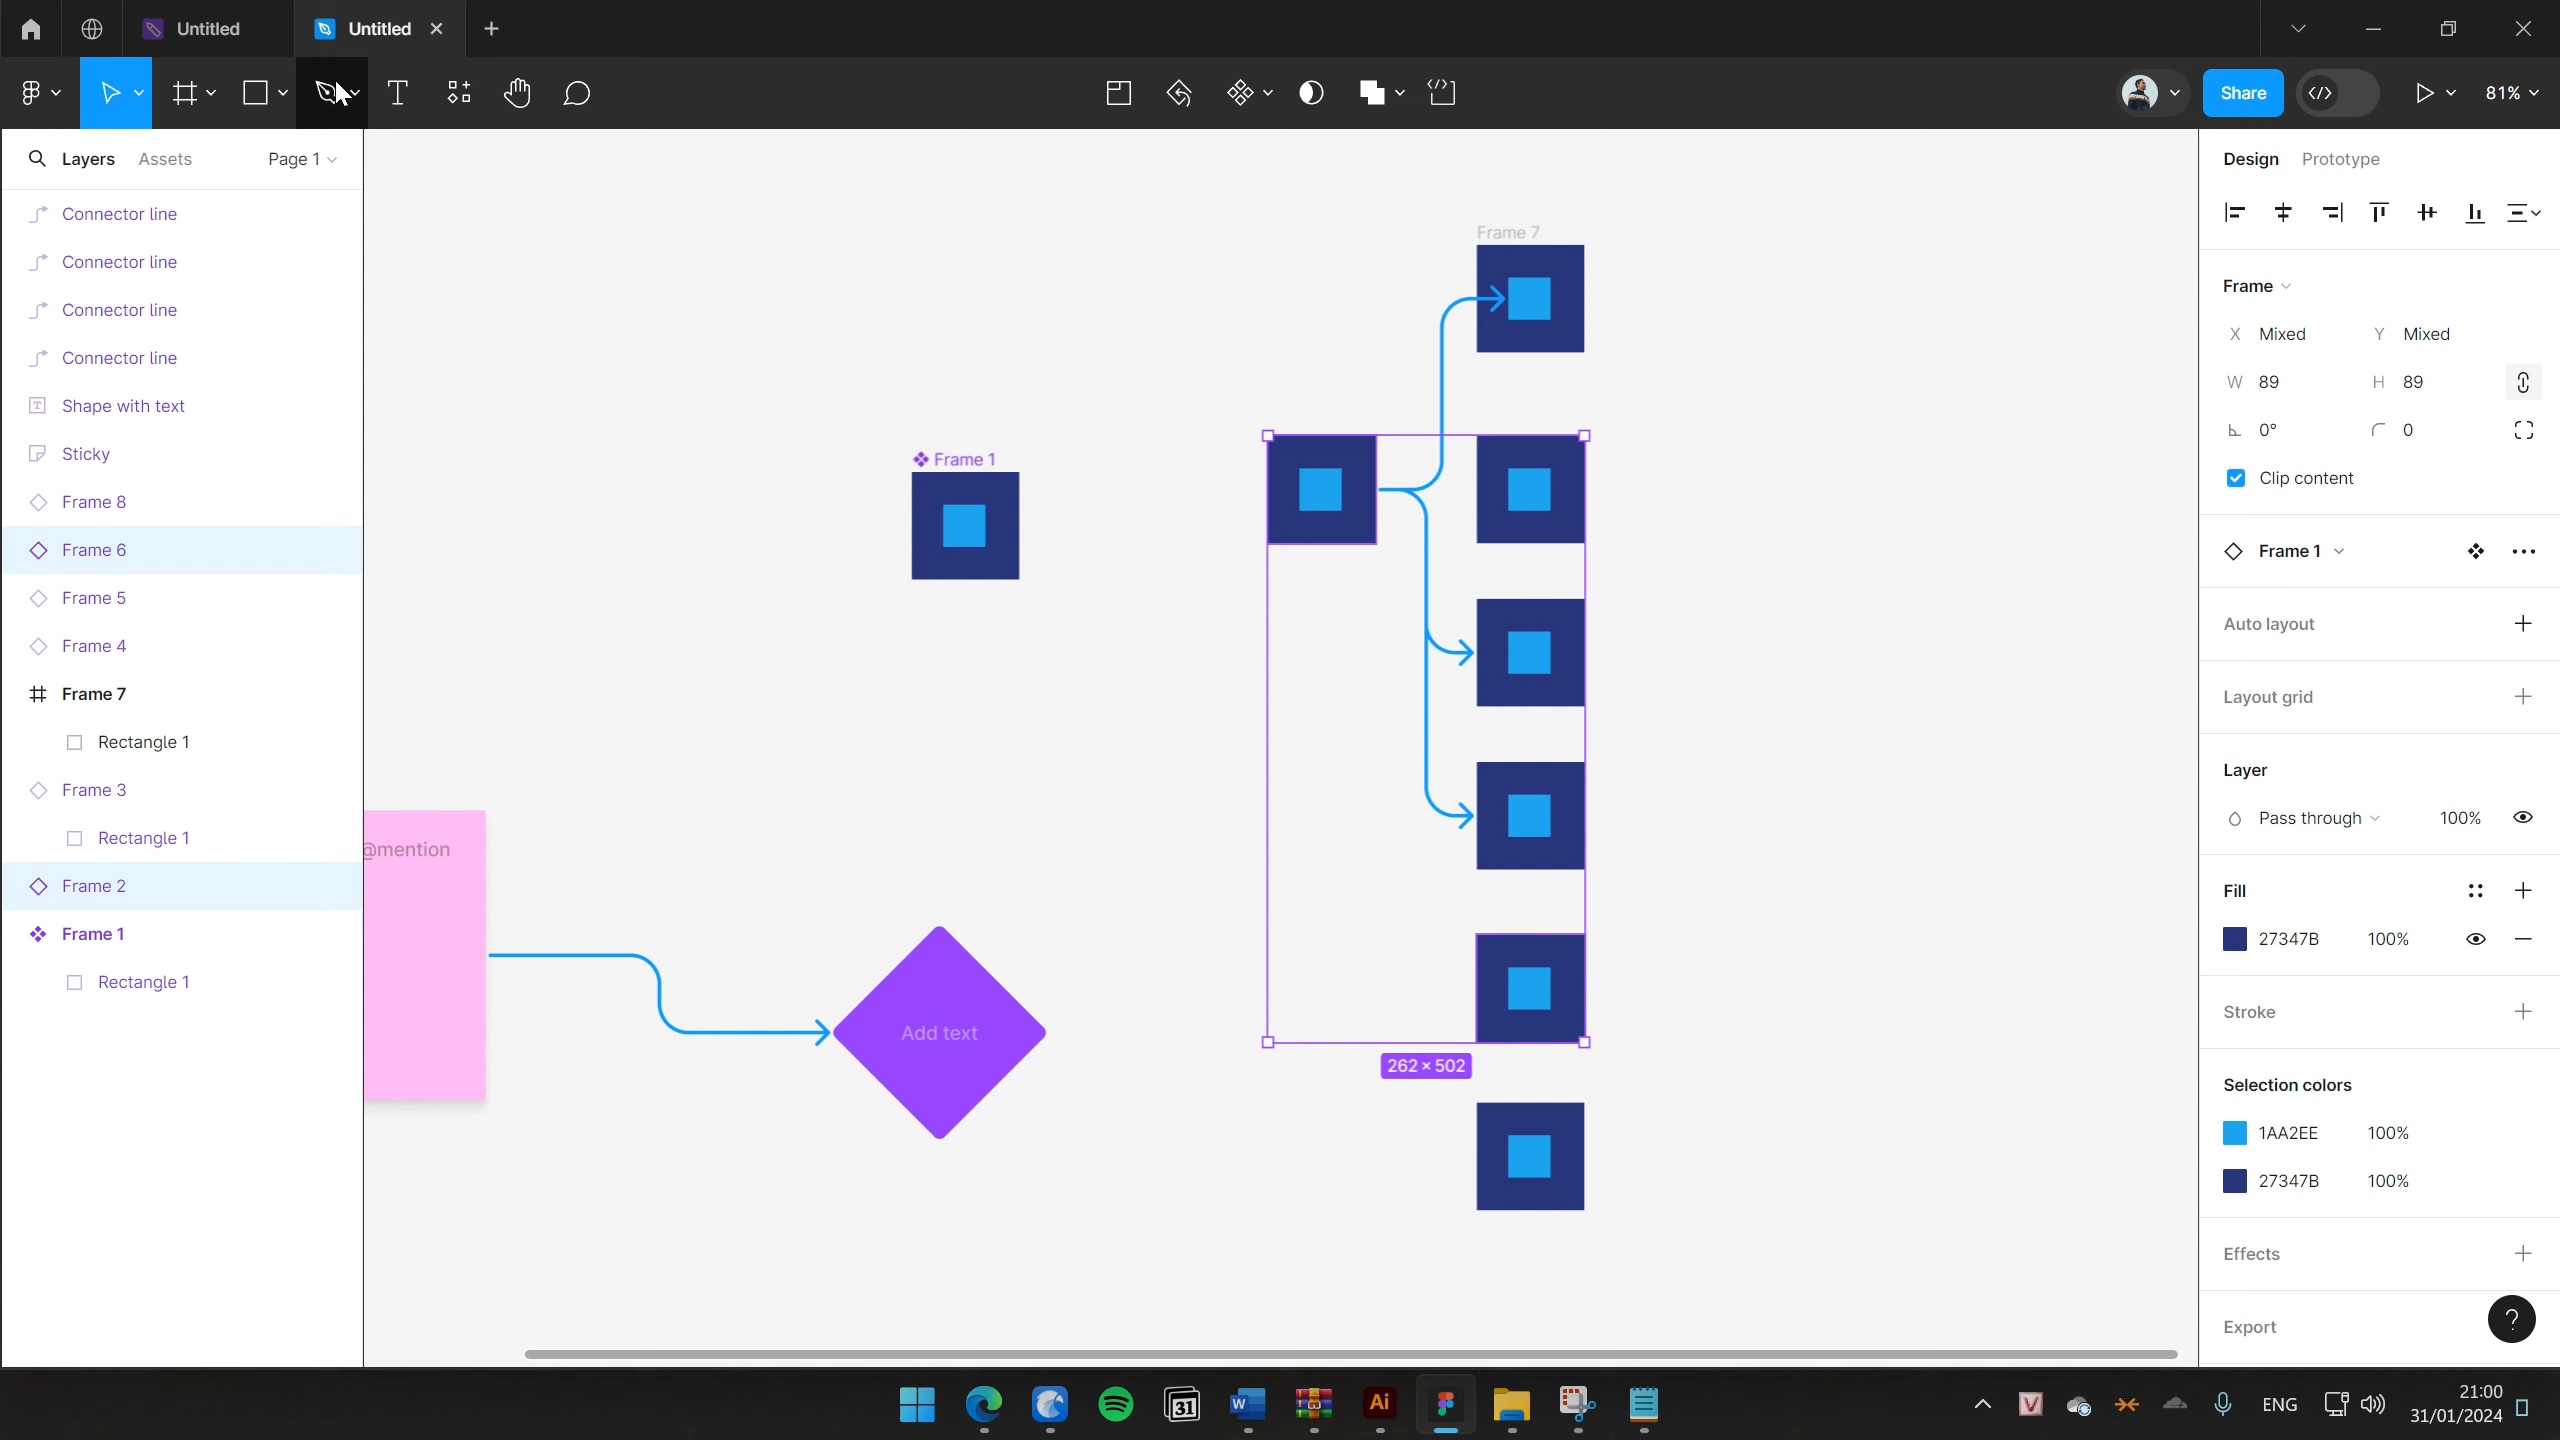 Untitled
Untitled
Share
81%
Layers
Assets
Page 1
Connector line
Connector line
Connector line
Connector line
Shape with text
Sticky
Frame 8
Frame 6
Frame 5
Frame 4
Frame 7
Rectangle 1
Frame 3
Rectangle 1
Frame 2
Frame 1
Rectangle 1
Frame 7
Frame 1
@mention
Add text
262 × 502
Design
Prototype
Frame
X Mixed
Y Mixed
W 89
H 89
0°
0
Clip content
Frame 1
Auto layout
Layout grid
Layer
Pass through
100%
Fill
27347B
100%
Stroke
Selection colors
1AA2EE
100%
27347B
100%
Effects
Export
?
31
W
Ai
V
ENG
21:00
31/01/2024